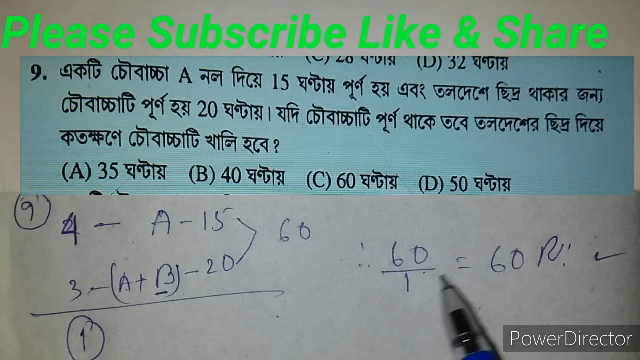 Please Subscribe Like & Share
(C) 28 ঘণ্টায় (D) 32 ঘণ্টায়
9. একটি চৌবাচ্চা A নল দিয়ে 15 ঘণ্টায় পূর্ণ হয় এবং তলদেশে ছিদ্র থাকার জন্য
চৌবাচ্চাটি পূর্ণ হয় 20 ঘণ্টায়। যদি চৌবাচ্চাটি পূর্ণ থাকে তবে তলদেশের ছিদ্র দিয়ে
কতক্ষণে চৌবাচ্চাটি খালি হবে?
(A) 35 ঘণ্টায় (B) 40 ঘণ্টায় (C) 60 ঘণ্টায় (D) 50 ঘণ্টায়
9
4 - A - 15
60
3 - (A + B) - 20
1
∴ 60/1 = 60
PowerDirector